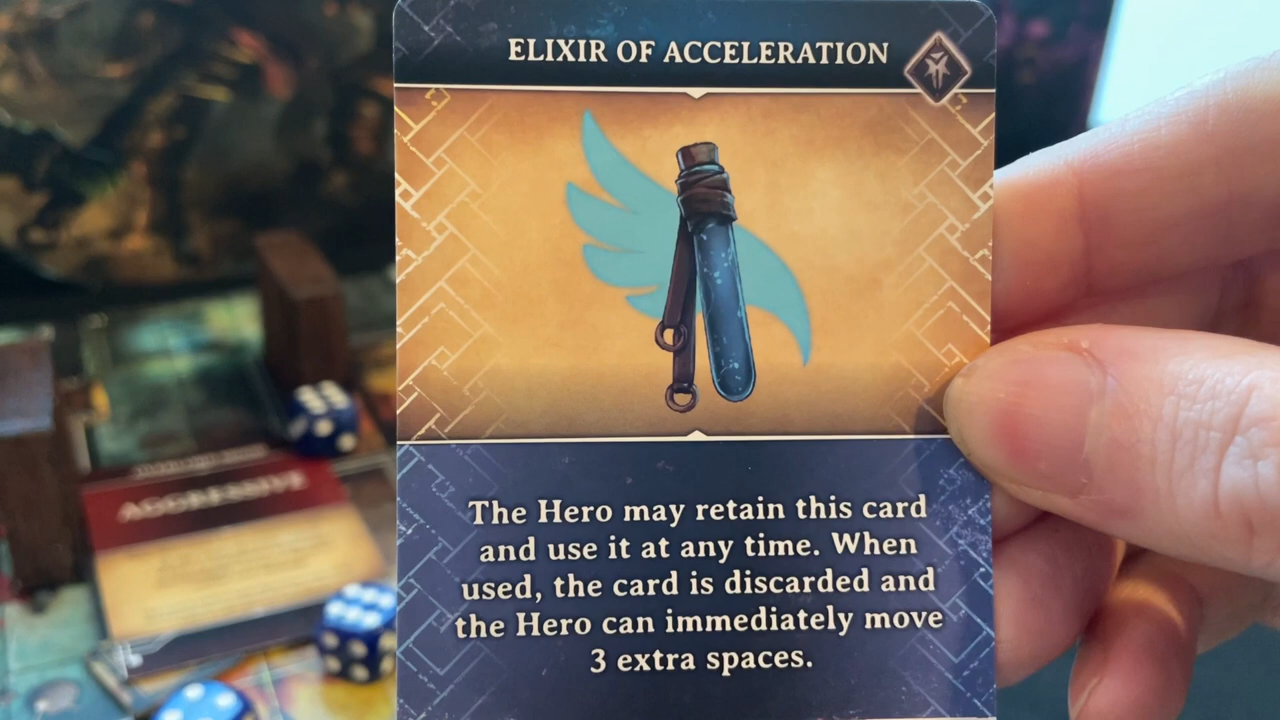 ELIXIR OF ACCELERATION
The Hero may retain this card
and use it at any time. When
used, the card is discarded and
the Hero can immediately move
3 extra spaces.
AGGRESSIVE